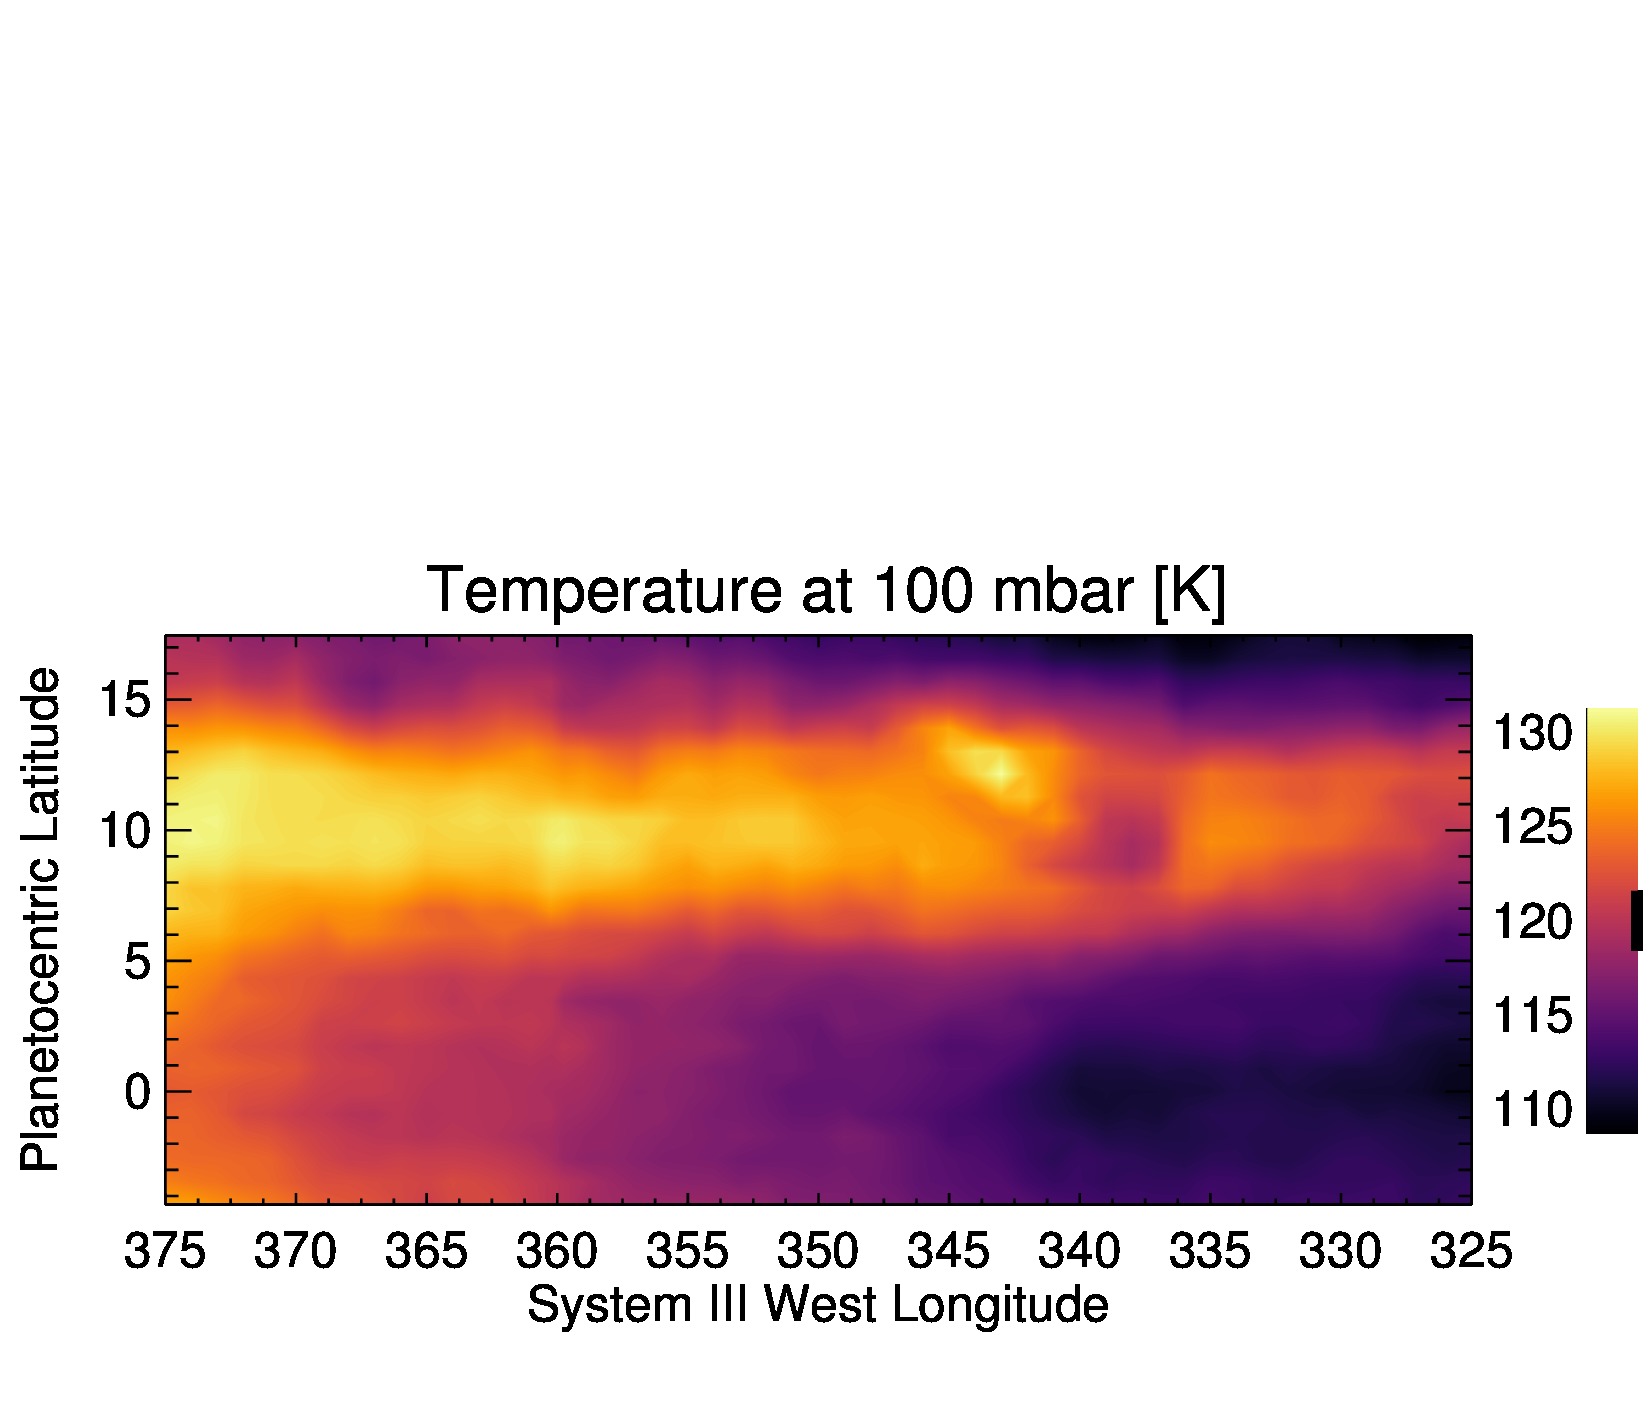 Temperature at 100 mbar [K]
Planetocentric Latitude
15
10
5
0
130
125
120
115
110
375 370 365 360 355 350 345 340 335 330 325
System III West Longitude